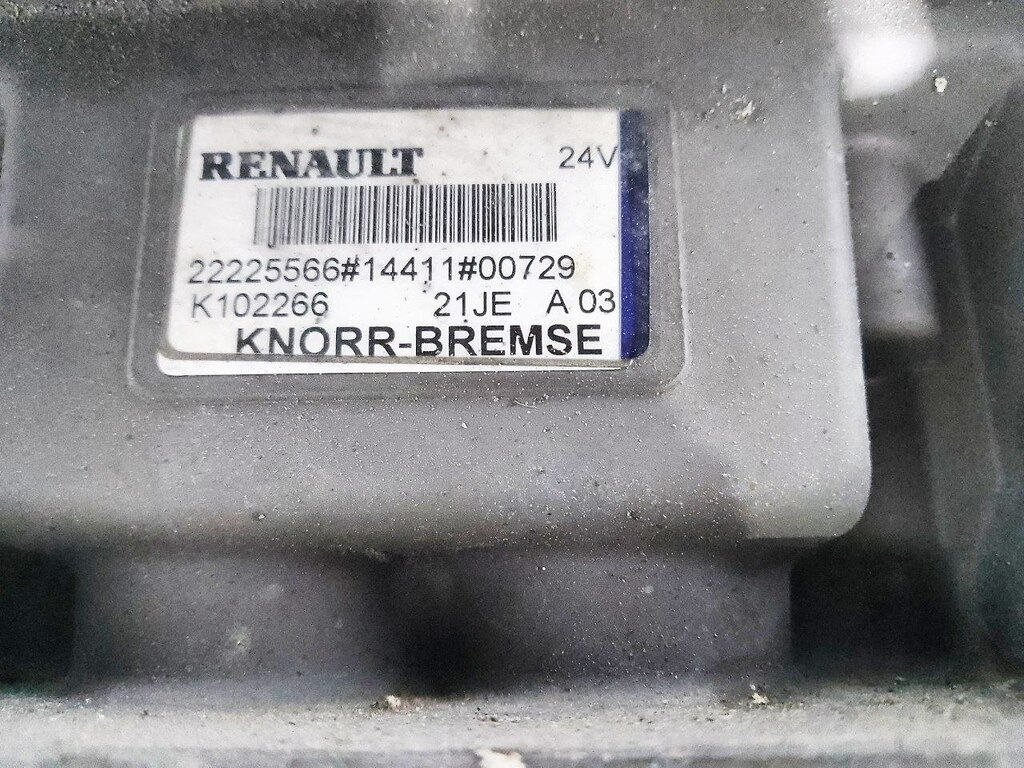 RENAULT 24V
22225566#14411#00729
K102266 21JE A 03
KNORR-BREMSE